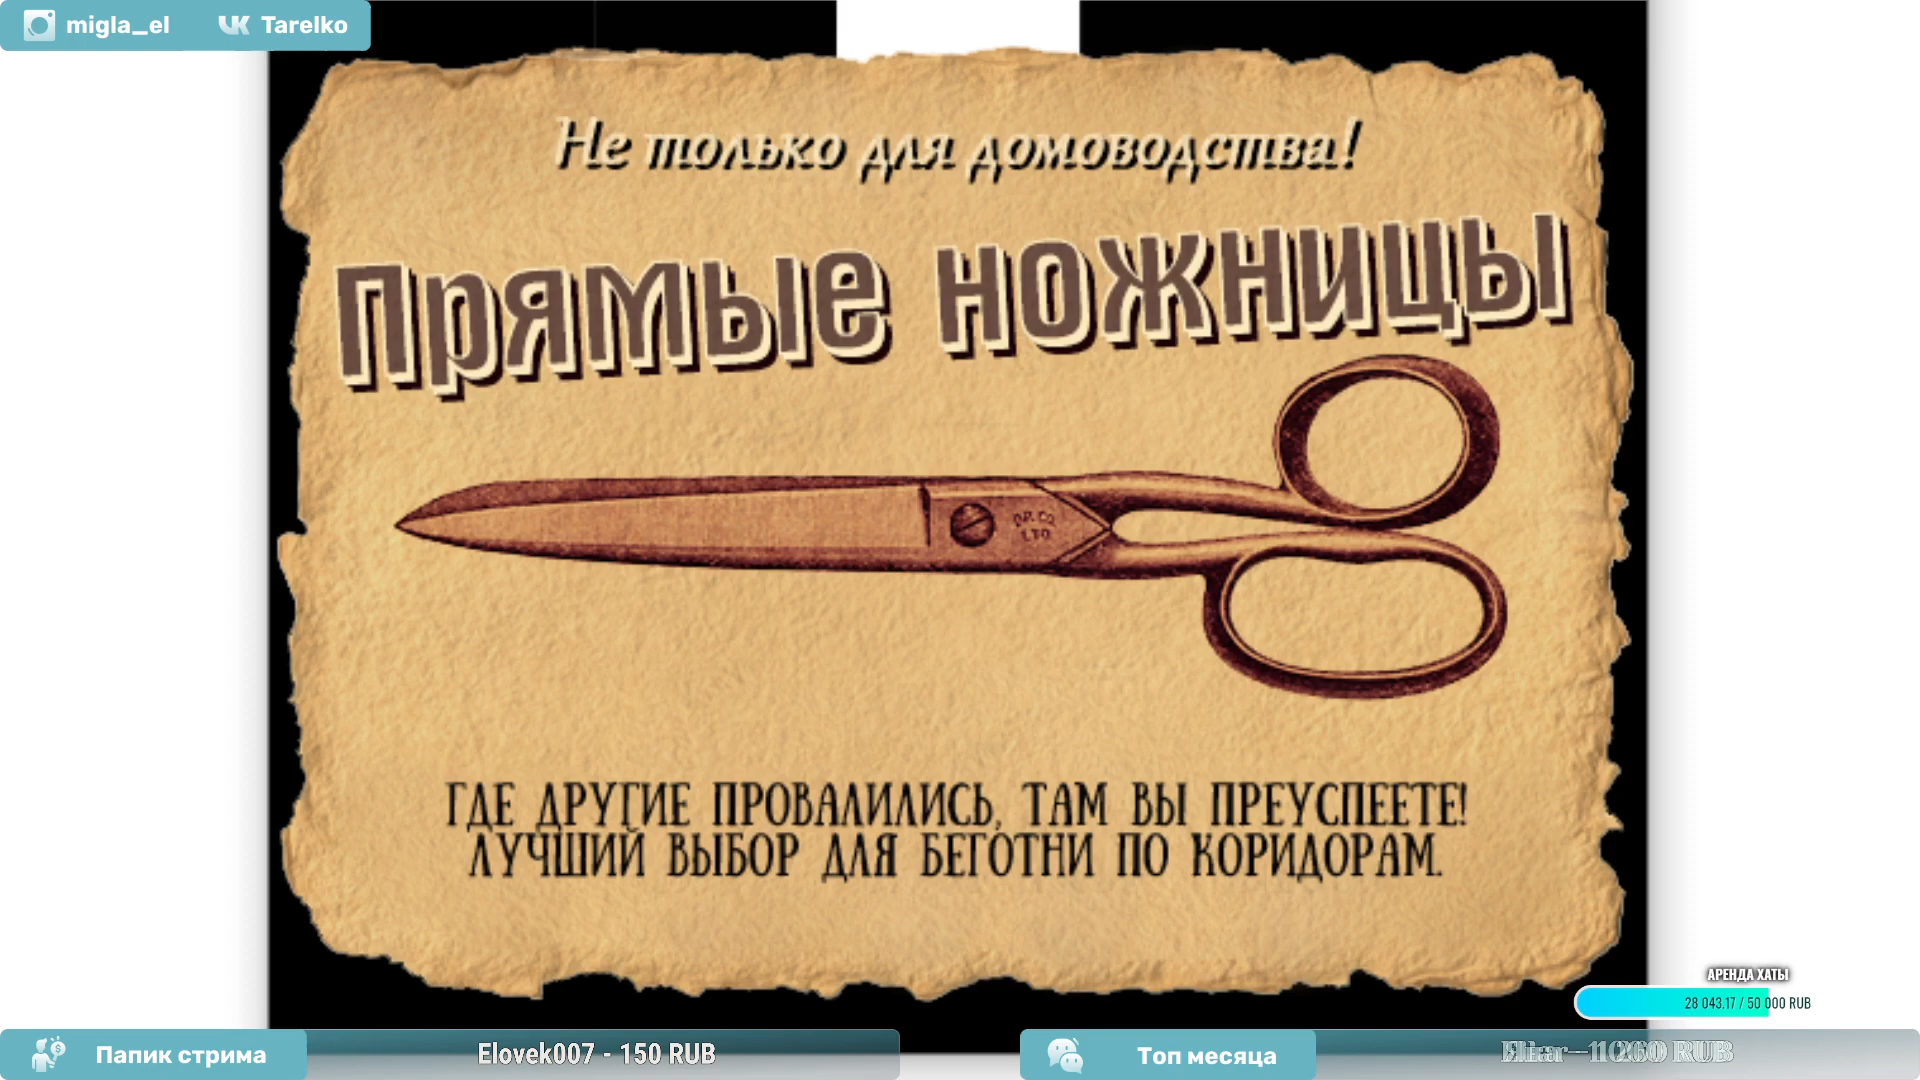 migla_el
Tarelko
Не только для домоводства!
Прямые ножницы
ГДЕ ДРУГИЕ ПРОВАЛИЛИСЬ, ТАМ ВЫ ПРЕУСПЕЕТЕ!
ЛУЧШИЙ ВЫБОР ДЛЯ БЕГОТНИ ПО КОРИДОРАМ.
АРЕНДА ХАТЫ
28 043.17 / 50 000 RUB
Папик стрима
Elovek007 - 150 RUB
Топ месяца
RUB